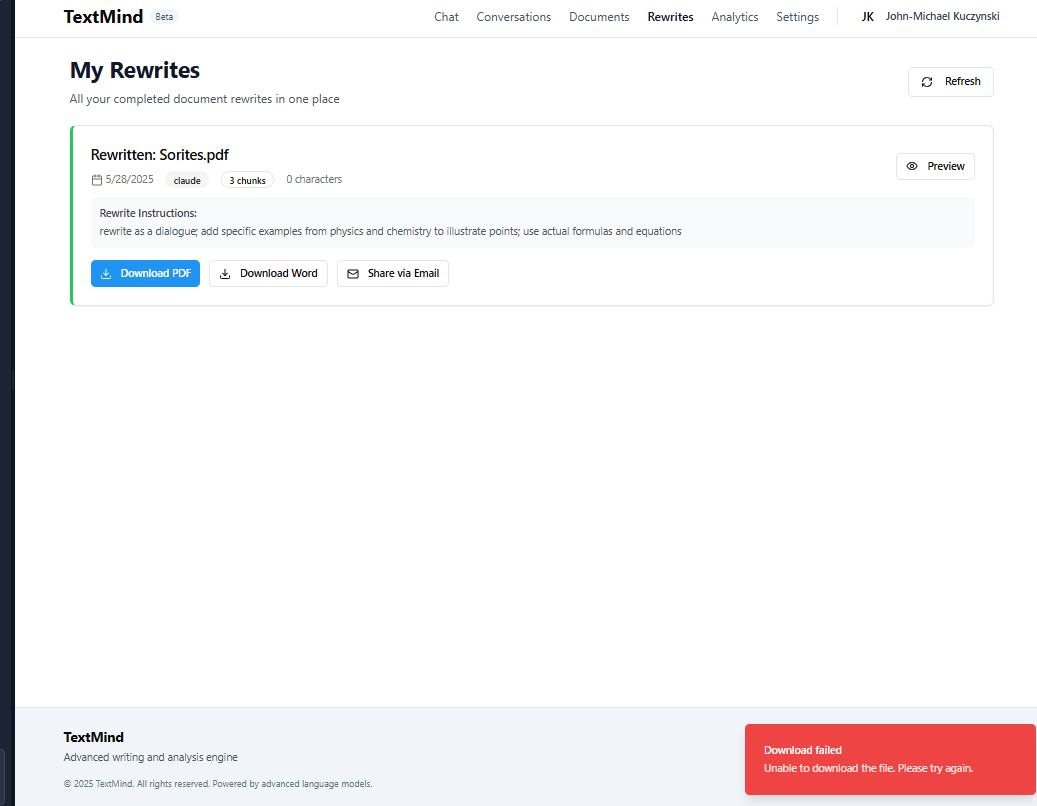 TextMind Beta Chat Conversations Documents Rewrites Analytics Settings JK John-Michael Kuczynski
My Rewrites
All your completed document rewrites in one place
Refresh
Rewritten: Sorites.pdf
5/28/2025 claude 3 chunks 0 characters
Preview
Rewrite Instructions:
rewrite as a dialogue; add specific examples from physics and chemistry to illustrate points; use actual formulas and equations
Download PDF Download Word Share via Email
TextMind
Advanced writing and analysis engine
© 2025 TextMind. All rights reserved. Powered by advanced language models.
Download failed
Unable to download the file. Please try again.